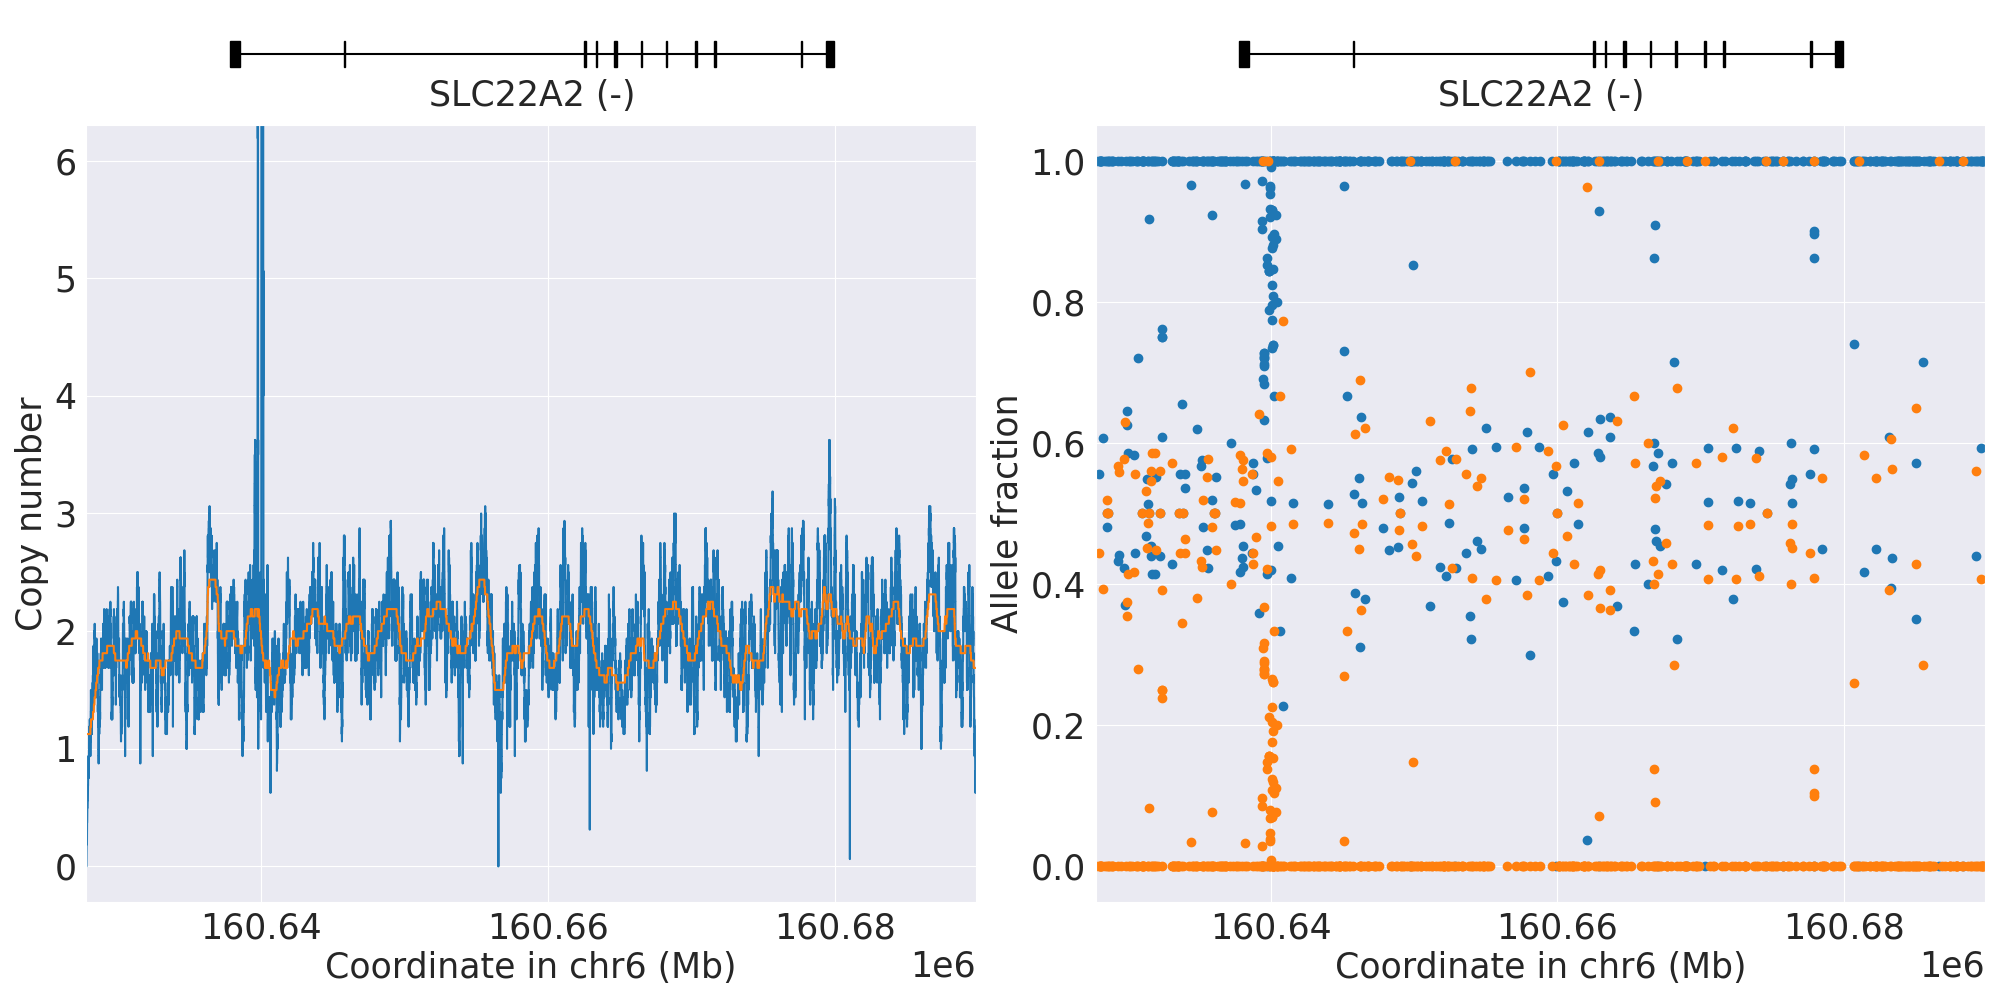 SLC22A2 (-)
6
5
4
3
2
1
0
Copy number
160.64 160.66 160.68
Coordinate in chr6 (Mb) 1e6
SLC22A2 (-)
1.0
0.8
0.6
0.4
0.2
0.0
Allele fraction
160.64 160.66 160.68
Coordinate in chr6 (Mb) 1e6